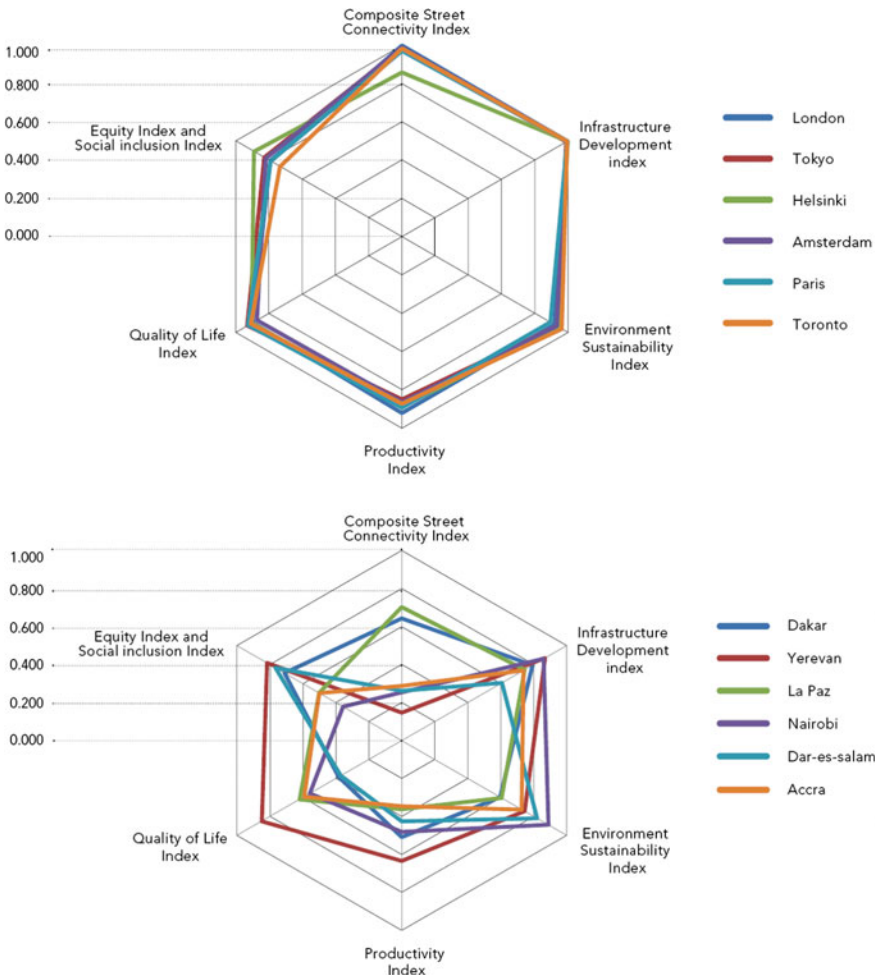 Composite Street
Connectivity Index
1.000
0.800
0.600
0.400
0.200
0.000
Equity Index and
Social inclusion Index
Infrastructure
Development
index
Quality of Life
Index
Environment
Sustainability
Index
Productivity
Index
London
Tokyo
Helsinki
Amsterdam
Paris
Toronto
Composite Street
Connectivity Index
1.000
0.800
0.600
0.400
0.200
0.000
Equity Index and
Social inclusion Index
Infrastructure
Development
index
Quality of Life
Index
Environment
Sustainability
Index
Productivity
Index
Dakar
Yerevan
La Paz
Nairobi
Dar-es-salam
Accra